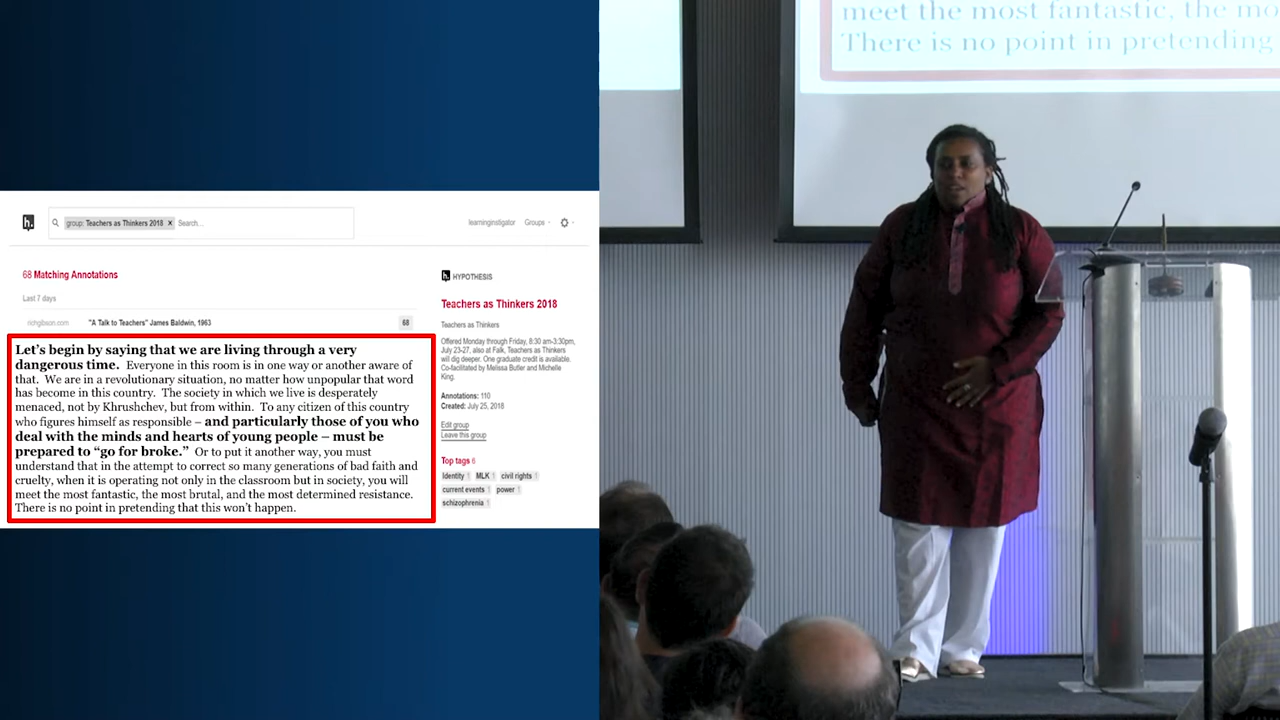 h.
group: Teachers as Thinkers 2018 x Search...
learninginstigator Groups
68 Matching Annotations
Last 7 days
richgibson.com "A Talk to Teachers" James Baldwin, 1963 68
Let's begin by saying that we are living through a very
dangerous time. Everyone in this room is in one way or another aware of
that. We are in a revolutionary situation, no matter how unpopular that word
has become in this country. The society in which we live is desperately
menaced, not by Khrushchev, but from within. To any citizen of this country
who figures himself as responsible – and particularly those of you who
deal with the minds and hearts of young people – must be
prepared to "go for broke." Or to put it another way, you must
understand that in the attempt to correct so many generations of bad faith and
cruelty, when it is operating not only in the classroom but in society, you will
meet the most fantastic, the most brutal, and the most determined resistance.
There is no point in pretending that this won't happen.
h. HYPOTHESIS
Teachers as Thinkers 2018
Teachers as Thinkers
Offered Monday through Friday, 8:30 am-3:30pm,
July 23-27, also at Falk, Teachers as Thinkers
will dig deeper. One graduate credit is available.
Co-facilitated by Melissa Butler and Michelle
King.
Annotations: 110
Created: July 25, 2018
Edit group
Leave this group
Top tags 6
Identity 1 MLK 1 civil rights 1
current events 1 power 1
schizophrenia 1
meet the most fantastic, the mo
There is no point in pretending